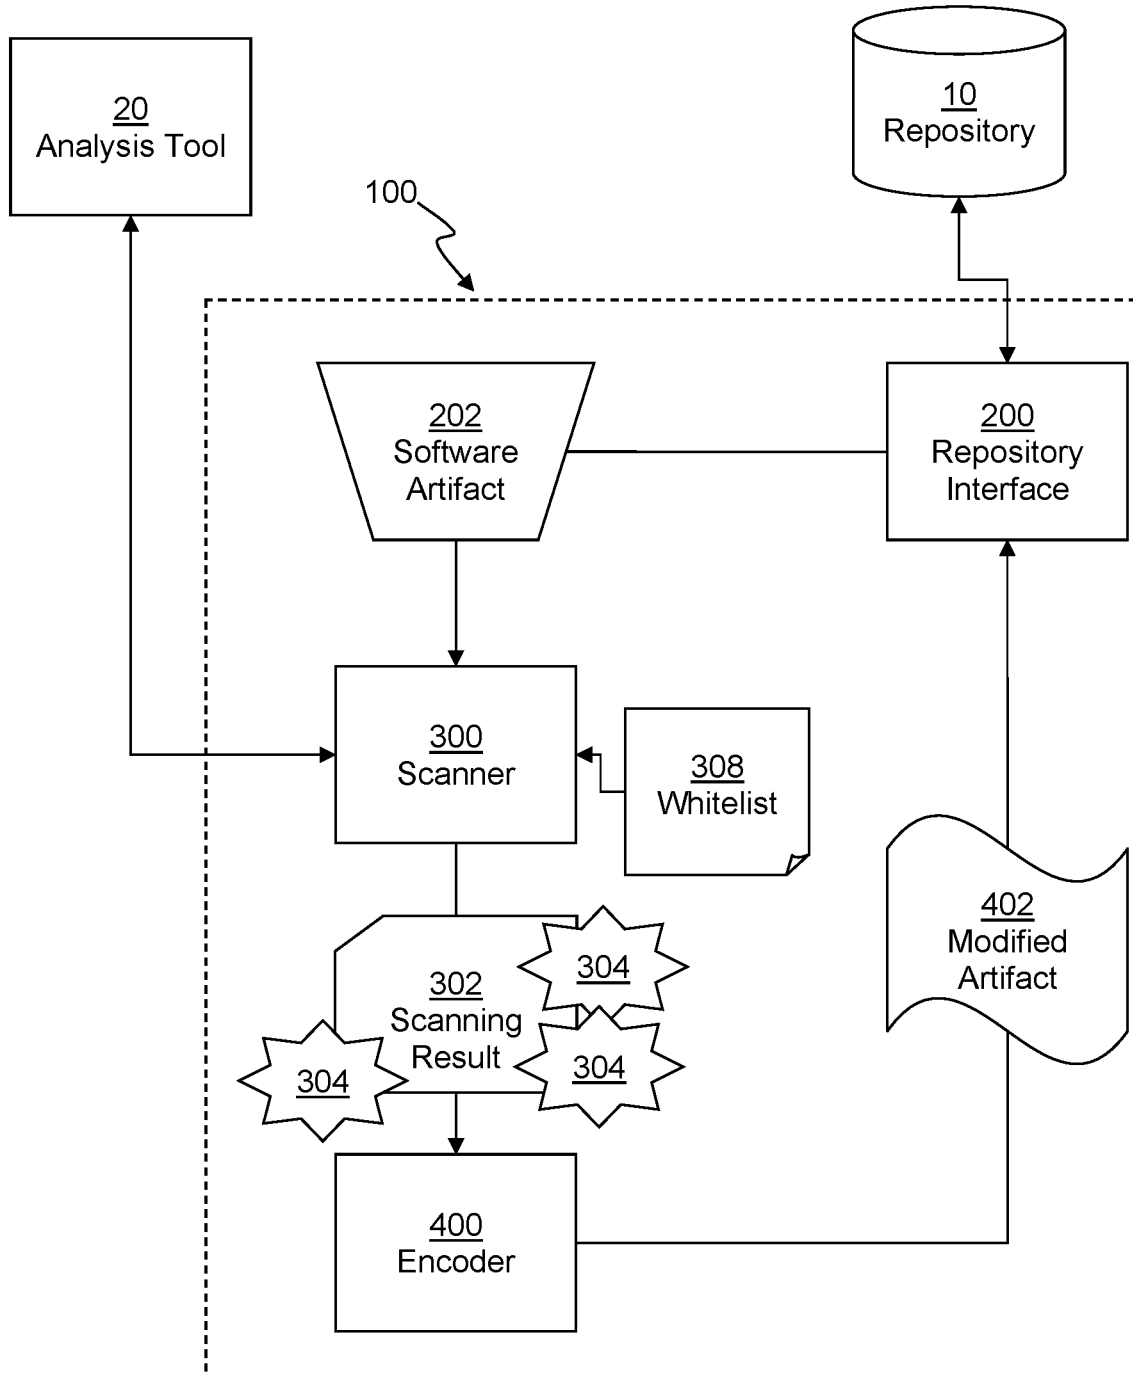 20
Analysis Tool
10
Repository
100
202
Software
Artifact
200
Repository
Interface
300
Scanner
308
Whitelist
402
Modified
Artifact
302
Scanning
Result
304
304
304
400
Encoder